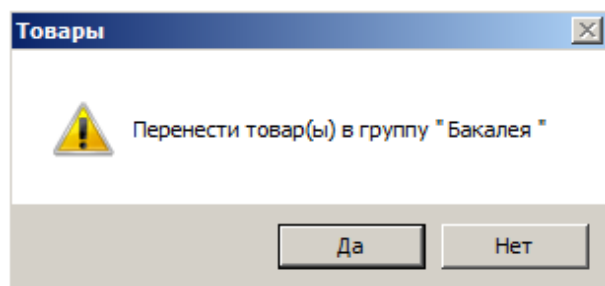 Товары
Перенести товар(ы) в группу " Бакалея "
Да
Нет